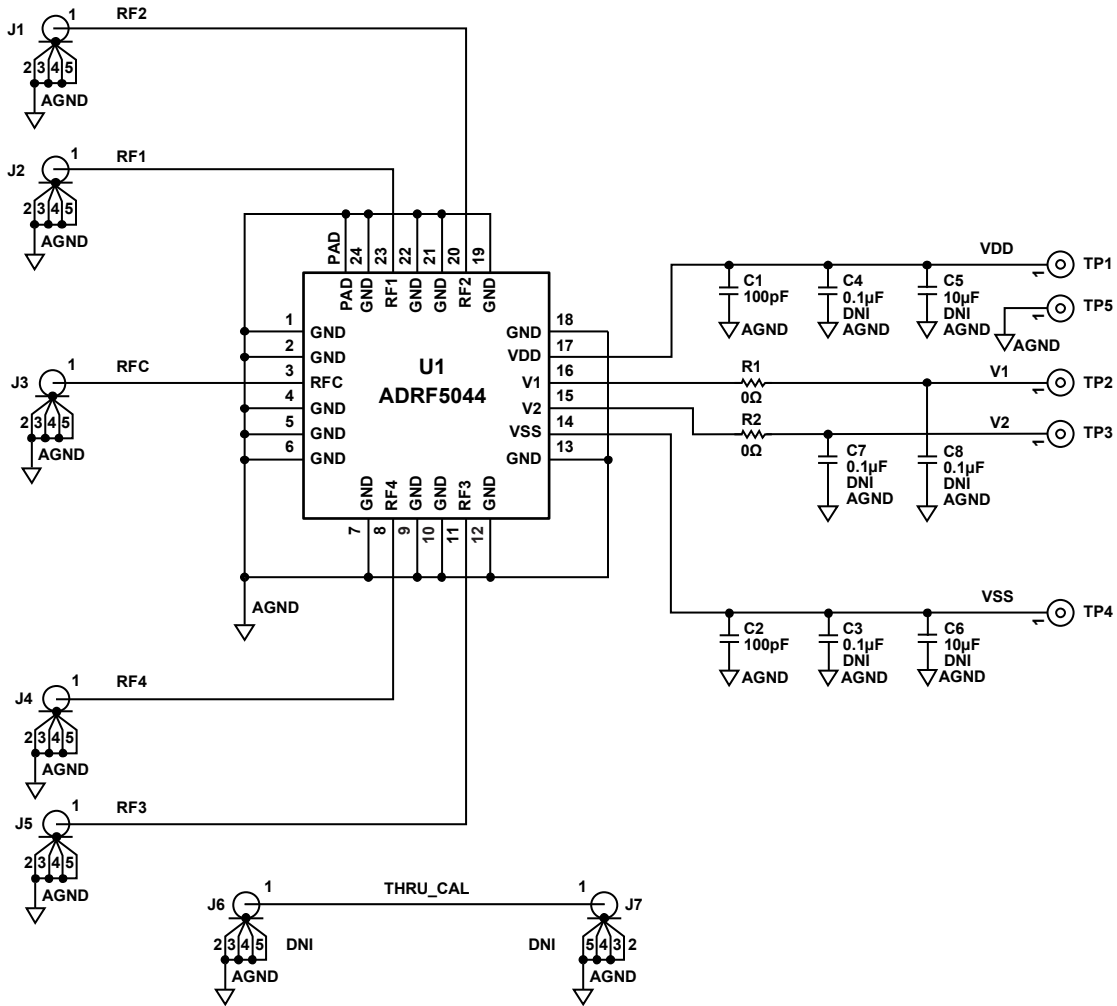 J1
1
RF2
2 3 4 5
AGND
J2
1
RF1
2 3 4 5
AGND
PAD
24
23
22
21
20
19
PAD
GND
RF1
GND
GND
RF2
GND
1 GND
2 GND
3 RFC
4 GND
5 GND
6 GND
U1
ADRF5044
GND 18
VDD 17
V1 16
V2 15
VSS 14
GND 13
GND
RF4
GND
GND
RF3
GND
7
8
9
10
11
12
AGND
J3
RFC
1
2 3 4 5
AGND
VDD
1
TP1
C1
100pF
AGND
C4
0.1µF
DNI
AGND
C5
10µF
DNI
AGND
1
TP5
AGND
R1
0Ω
V1
1
TP2
R2
0Ω
V2
1
TP3
C7
0.1µF
DNI
AGND
C8
0.1µF
DNI
AGND
VSS
1
TP4
C2
100pF
AGND
C3
0.1µF
DNI
AGND
C6
10µF
DNI
AGND
J4
1
RF4
2 3 4 5
AGND
J5
1
RF3
2 3 4 5
AGND
J6
1
THRU_CAL
1
J7
2 3 4 5
DNI
DNI
5 4 3 2
AGND
AGND